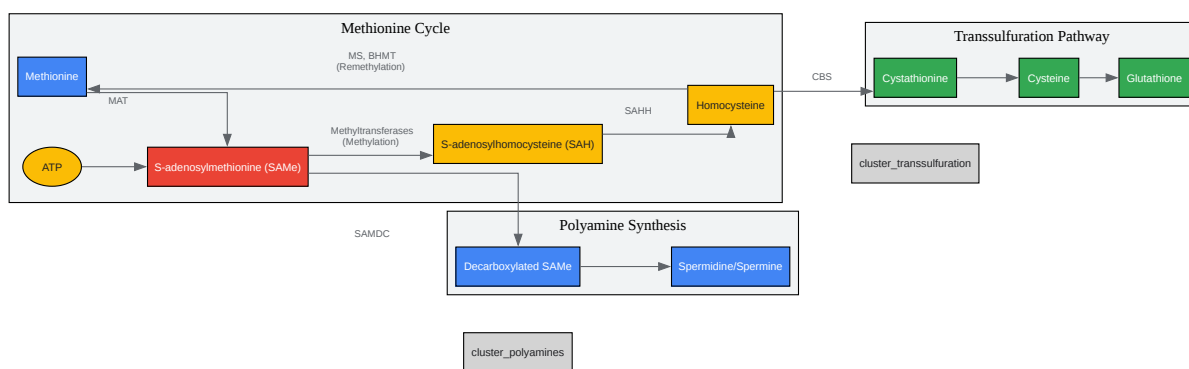 Methionine Cycle
Transsulfuration Pathway
MS, BHMT
(Remethylation)
Methionine
MAT
Homocysteine
CBS
Cystathionine
Cysteine
Glutathione
SAHH
Methyltransferases
(Methylation)
S-adenosylhomocysteine (SAH)
ATP
S-adenosylmethionine (SAMe)
cluster_transsulfuration
Polyamine Synthesis
SAMDC
Decarboxylated SAMe
Spermidine/Spermine
cluster_polyamines